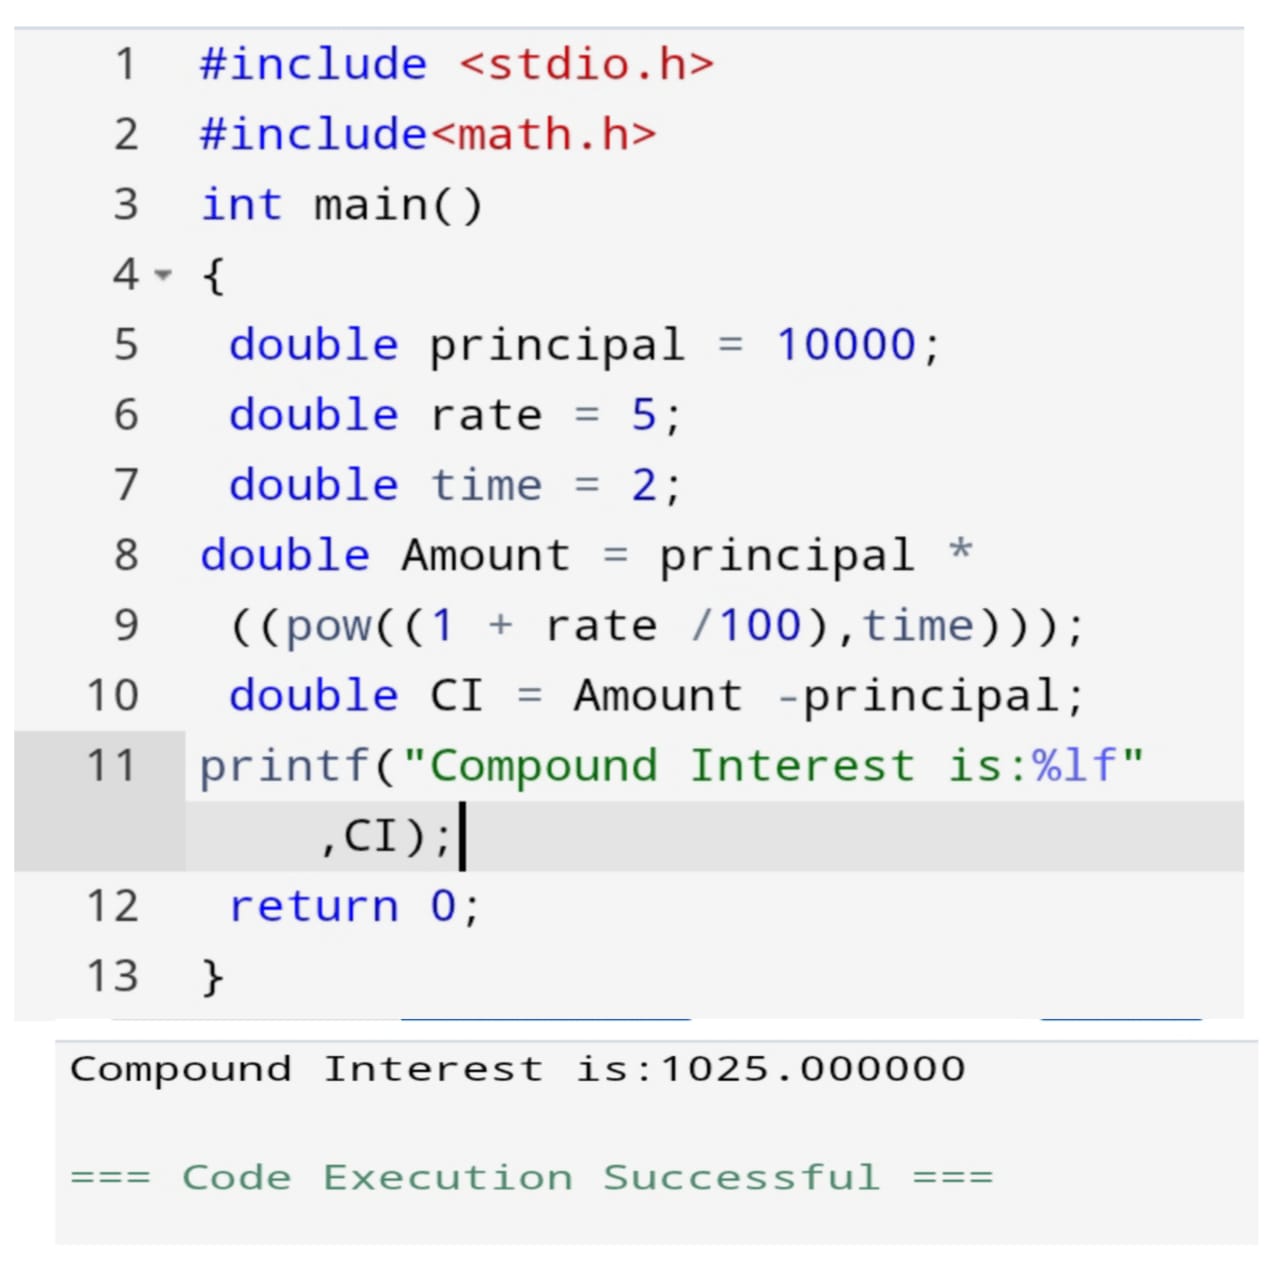 1 #include <stdio.h>
2 #include<math.h>
3 int main()
4 {
5 double principal = 10000;
6 double rate = 5;
7 double time = 2;
8 double Amount = principal *
9 ((pow((1 + rate /100),time)));
10 double CI = Amount -principal;
11 printf("Compound Interest is:%lf"
,CI);
12 return 0;
13 }
Compound Interest is:1025.000000
=== Code Execution Successful ===